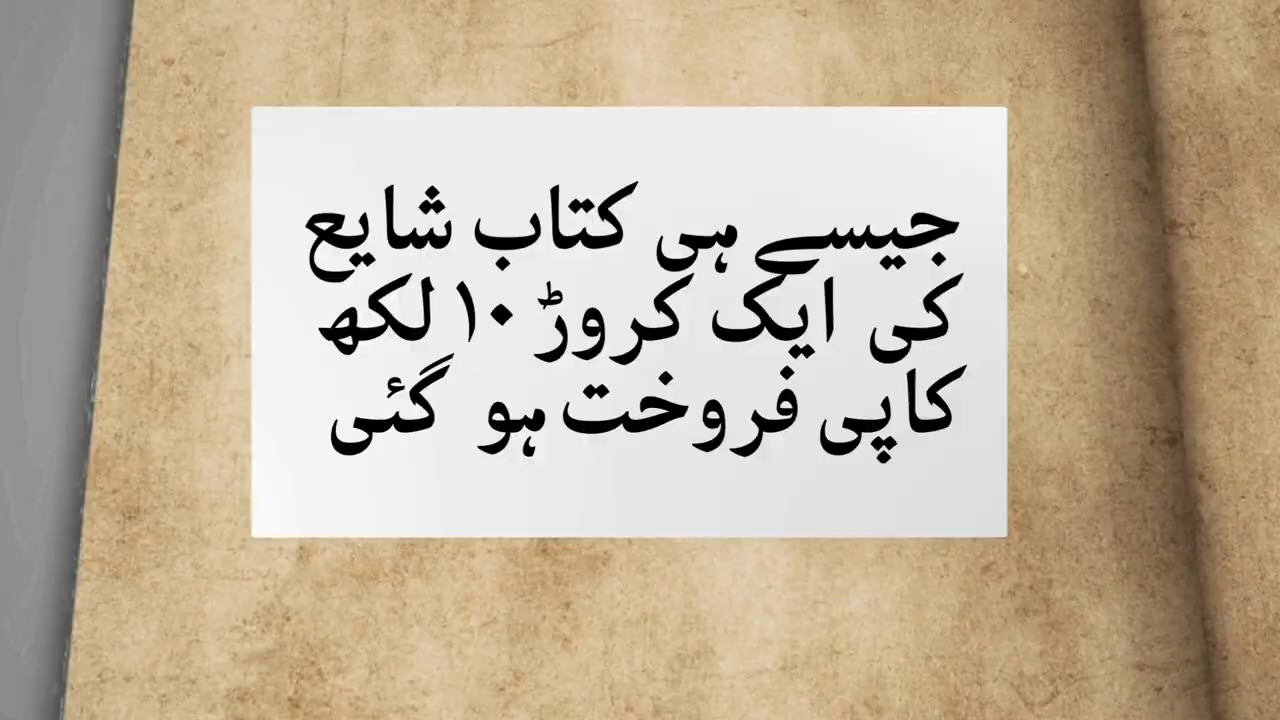 جیسے ہی کتاب شایع
کی ایک کروڑ ۱۰ لکھ
کاپی فروخت ہو گئی